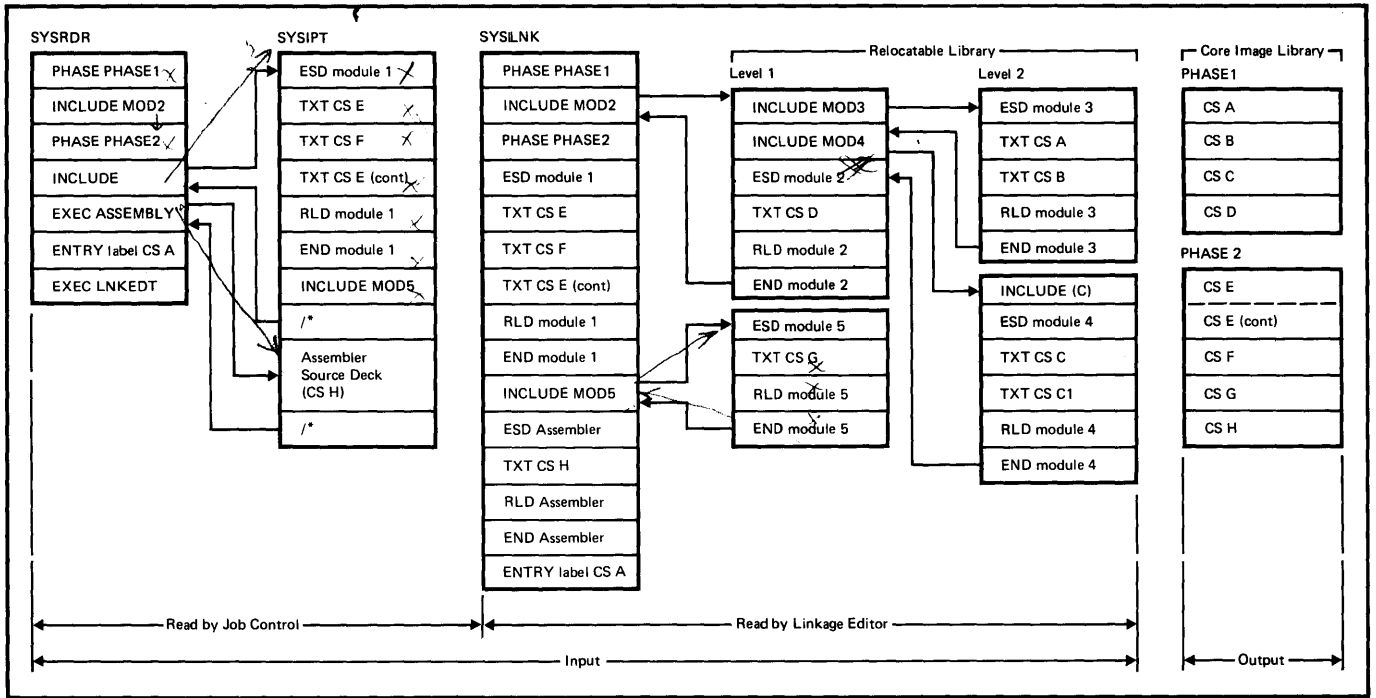 SYSRDR
PHASE PHASE1
INCLUDE MOD2
PHASE PHASE2
INCLUDE
EXEC ASSEMBLY
ENTRY label CS A
EXEC LNKEDT
SYSIPT
ESD module 1
TXT CS E
TXT CS F
TXT CS E (cont)
RLD module 1
END module 1
INCLUDE MOD5
/*
Assembler
Source Deck
(CS H)
/*
SYSLNK
PHASE PHASE1
INCLUDE MOD2
PHASE PHASE2
ESD module 1
TXT CS E
TXT CS F
TXT CS E (cont)
RLD module 1
END module 1
INCLUDE MOD5
ESD Assembler
TXT CS H
RLD Assembler
END Assembler
ENTRY label CS A
Relocatable Library
Level 1
INCLUDE MOD3
INCLUDE MOD4
ESD module 2
TXT CS D
RLD module 2
END module 2
ESD module 5
TXT CS G
RLD module 5
END module 5
Level 2
ESD module 3
TXT CS A
TXT CS B
RLD module 3
END module 3
INCLUDE (C)
ESD module 4
TXT CS C
TXT CS C1
RLD module 4
END module 4
Core Image Library
PHASE1
CS A
CS B
CS C
CS D
PHASE 2
CS E
CS E (cont)
CS F
CS G
CS H
Read by Job Control
Read by Linkage Editor
Input
Output